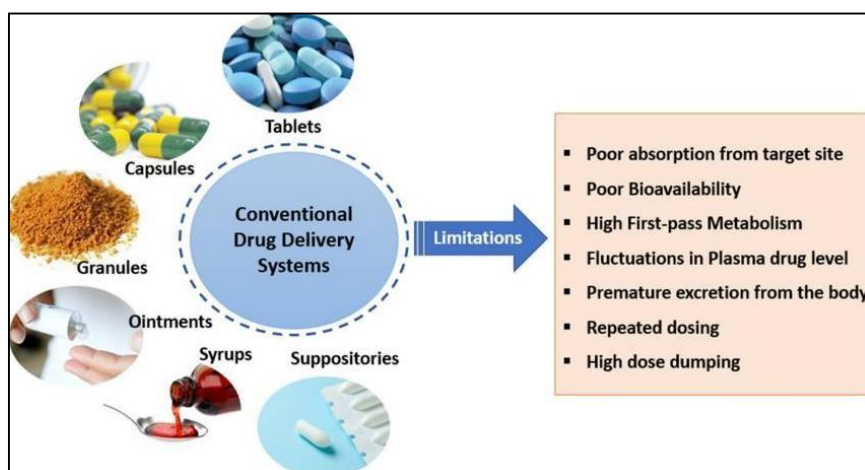 Tablets
Capsules
Granules
Ointments
Syrups
Suppositories
Conventional
Drug Delivery
Systems
Limitations
▪ Poor absorption from target site
▪ Poor Bioavailability
▪ High First-pass Metabolism
▪ Fluctuations in Plasma drug level
▪ Premature excretion from the body
▪ Repeated dosing
▪ High dose dumping